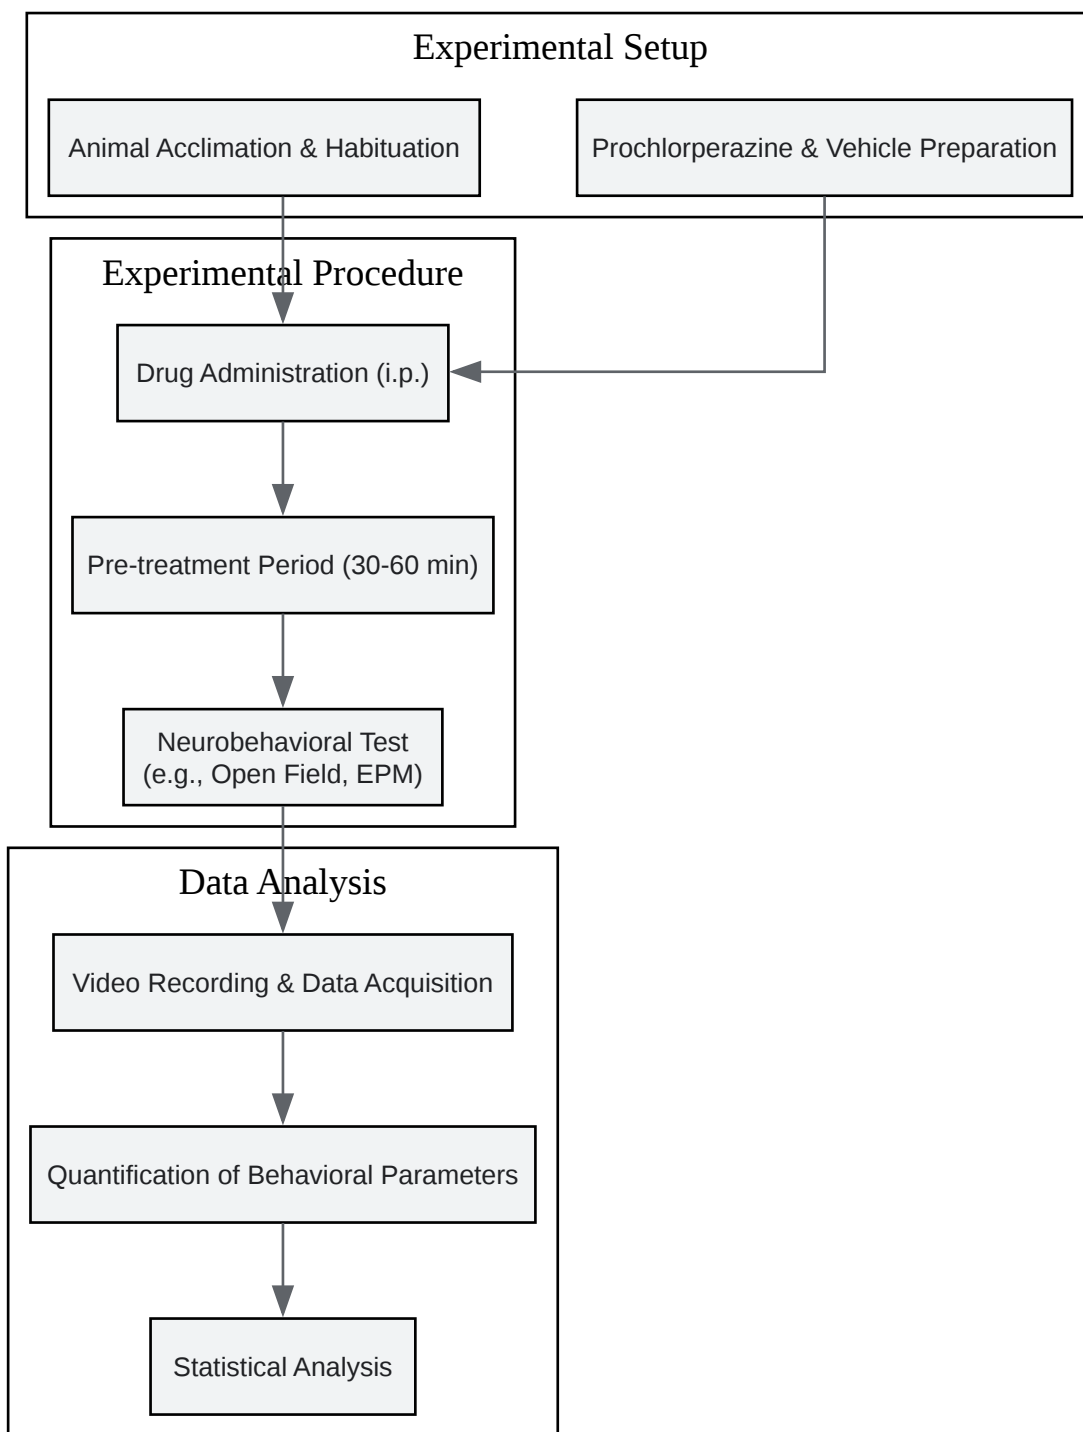 Experimental Setup
Animal Acclimation & Habituation
Prochlorperazine & Vehicle Preparation
Experimental Procedure
Drug Administration (i.p.)
Pre-treatment Period (30-60 min)
Neurobehavioral Test
(e.g., Open Field, EPM)
Data Analysis
Video Recording & Data Acquisition
Quantification of Behavioral Parameters
Statistical Analysis